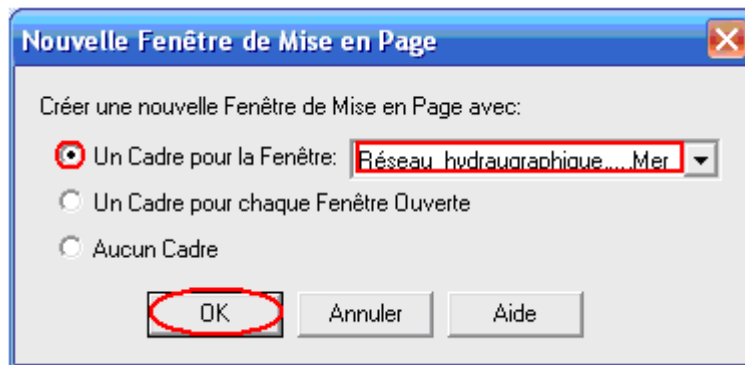 Nouvelle Fenêtre de Mise en Page
Créer une nouvelle Fenêtre de Mise en Page avec:
Un Cadre pour la Fenêtre: Réseau_hydraugraphique,...,Mer
Un Cadre pour chaque Fenêtre Ouverte
Aucun Cadre
OK Annuler Aide